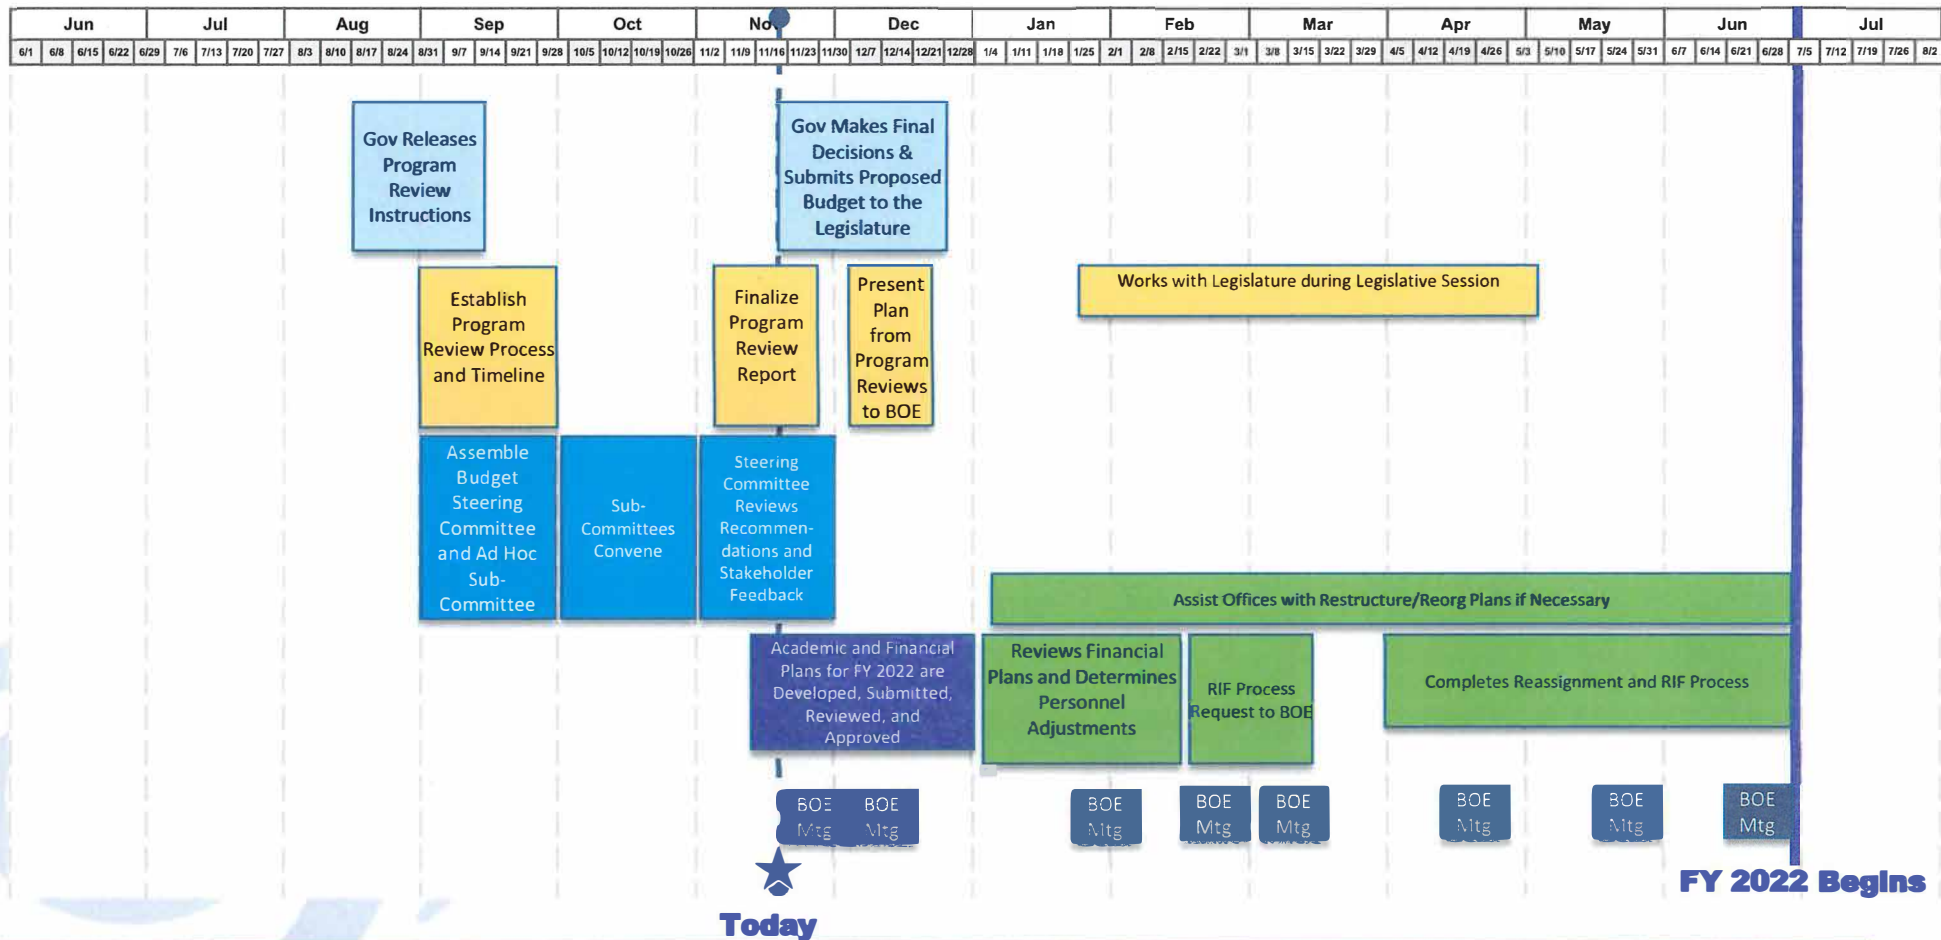 Jun Jul Aug Sep Oct Nov Dec Jan Feb Mar Apr May Jun Jul
6/1 6/8 6/15 6/22 6/29 7/6 7/13 7/20 7/27 8/3 8/10 8/17 8/24 8/31 9/7 9/14 9/21 9/28 10/5 10/12 10/19 10/26 11/2 11/9 11/16 11/23 11/30 12/7 12/14 12/21 12/28 1/4 1/11 1/18 1/25 2/1 2/8 2/15 2/22 3/1 3/8 3/15 3/22 3/29 4/5 4/12 4/19 4/26 5/3 5/10 5/17 5/24 5/31 6/7 6/14 6/21 6/28 7/5 7/12 7/19 7/26 8/2
Gov Releases
Program
Review
Instructions
Gov Makes Final
Decisions &
Submits Proposed
Budget to the
Legislature
Establish
Program
Review Process
and Timeline
Finalize
Program
Review
Report
Present
Plan
from
Program
Reviews
to BOE
Works with Legislature during Legislative Session
Assemble
Budget
Steering
Committee
and Ad Hoc
Sub-
Committee
Sub-
Committees
Convene
Steering
Committee
Reviews
Recommen-
dations and
Stakeholder
Feedback
Assist Offices with Restructure/Reorg Plans if Necessary
Academic and Financial
Plans for FY 2022 are
Developed, Submitted,
Reviewed, and
Approved
Reviews Financial
Plans and Determines
Personnel
Adjustments
RIF Process
Request to BOE
Completes Reassignment and RIF Process
BOE
Mtg
BOE
Mtg
BOE
Mtg
BOE
Mtg
BOE
Mtg
BOE
Mtg
BOE
Mtg
BOE
Mtg
FY 2022 Begins
Today